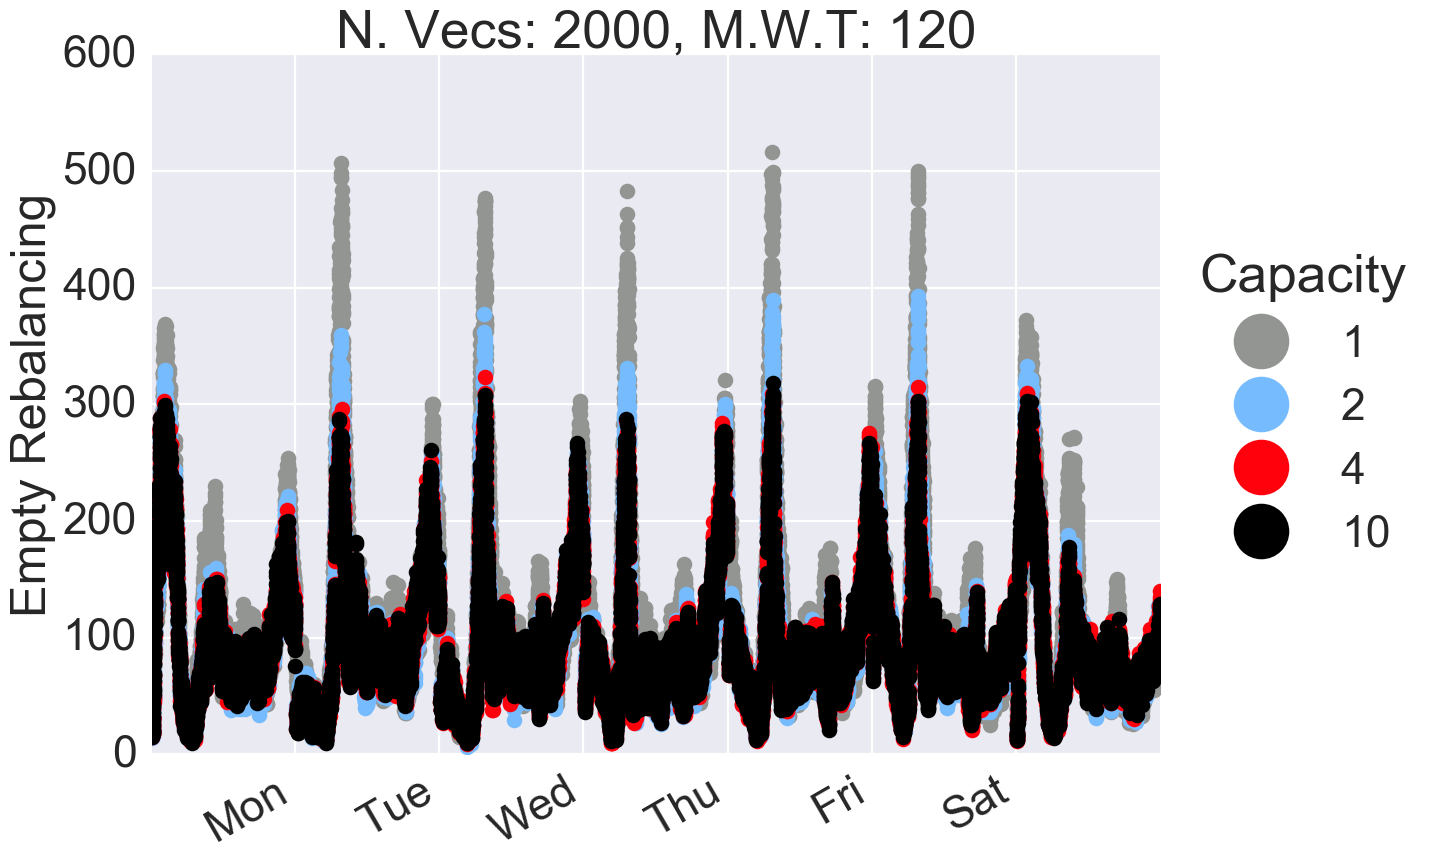 N. Vecs: 2000, M.W.T: 120
600
500
400
300
200
100
0
Empty Rebalancing
Mon
Tue
Wed
Thu
Fri
Sat
Capacity
1
2
4
10